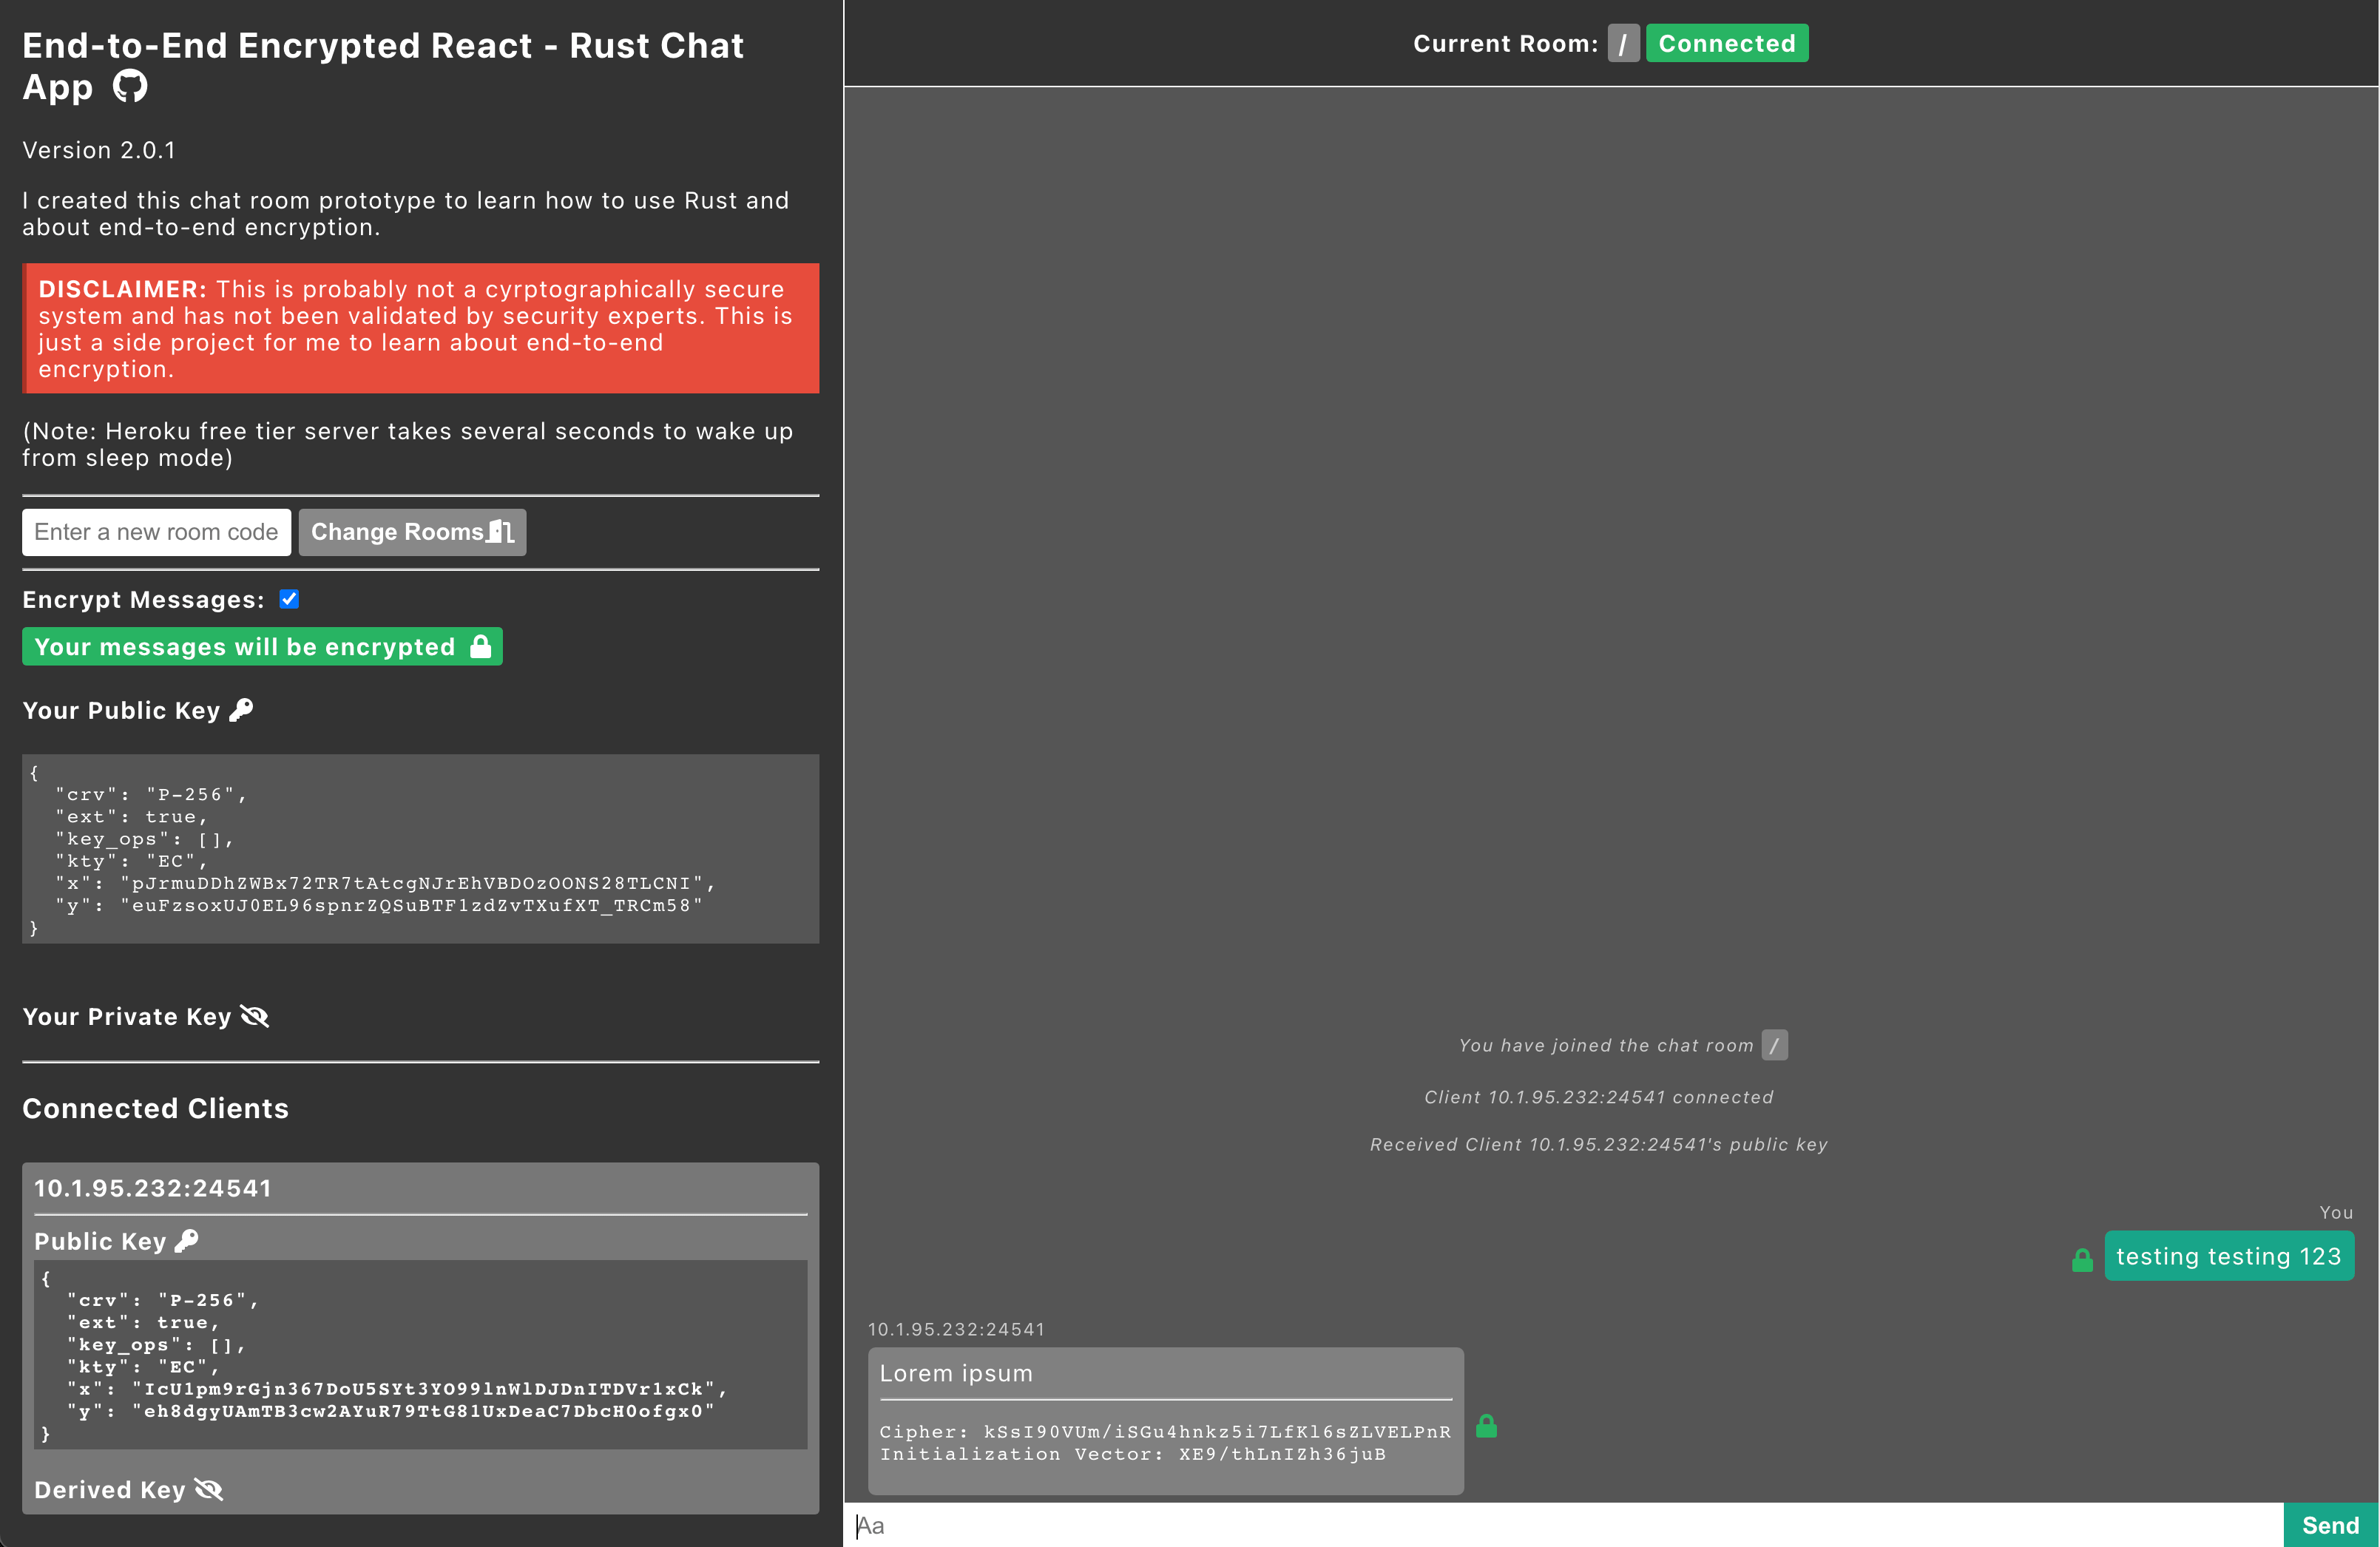 End-to-End Encrypted React - Rust Chat
App
Version 2.0.1
I created this chat room prototype to learn how to use Rust and
about end-to-end encryption.
DISCLAIMER: This is probably not a cyrptographically secure
system and has not been validated by security experts. This is
just a side project for me to learn about end-to-end
encryption.
(Note: Heroku free tier server takes several seconds to wake up
from sleep mode)
Enter a new room code
Change Rooms
Encrypt Messages:
Your messages will be encrypted
Your Public Key
{
"crv": "P-256",
"ext": true,
"key_ops": [],
"kty": "EC",
"x": "pJrmuDDhZWBx72TR7tAtcgNJrEhVBDOzOONS28TLCNI",
"y": "euFzsoxUJ0EL96spnrZQSuBTF1zdZvTXufXT_TRCm58"
}
Your Private Key
Connected Clients
10.1.95.232:24541
Public Key
{
"crv": "P-256",
"ext": true,
"key_ops": [],
"kty": "EC",
"x": "IcU1pm9rGjn367DoU5SYt3YO99lnWlDJDnITDVr1xCk",
"y": "eh8dgyUAmTB3cw2AYuR79TtG81UxDeaC7DbcH0ofgx0"
}
Derived Key
Current Room: / Connected
You have joined the chat room /
Client 10.1.95.232:24541 connected
Received Client 10.1.95.232:24541's public key
You
testing testing 123
10.1.95.232:24541
Lorem ipsum
Cipher: kSsI90VUm/iSGu4hnkz5i7LfKl6sZLVELPnR
Initialization Vector: XE9/thLnIZh36juB
Aa
Send